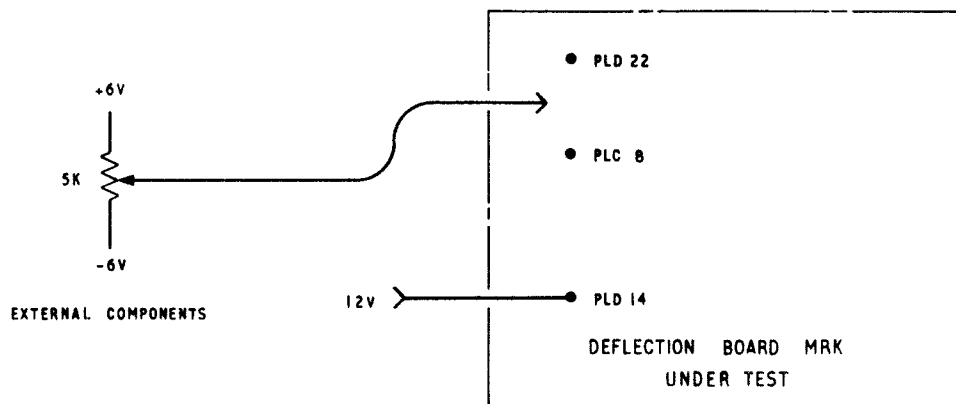 PLD 22
+6V
5K
PLC 8
-6V
12V
PLD 14
EXTERNAL COMPONENTS
DEFLECTION BOARD MRK
UNDER TEST